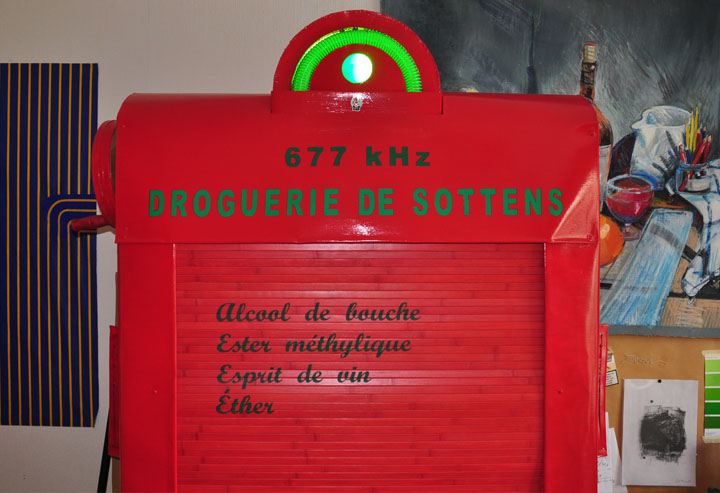 677 kHz
DROGUERIE DE SOTTENS
Alcool de bouche
Ester méthylique
Esprit de vin
Éther